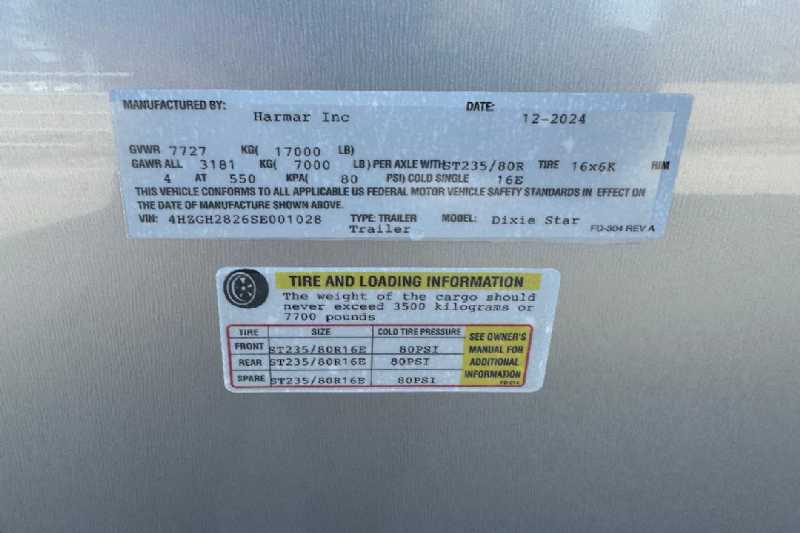 MANUFACTURED BY: Harmar Inc DATE: 12-2024
GVWR 7727 KG( 17000 LB)
GAWR ALL 3181 KG( 7000 LB) PER AXLE WITH ST235/80R TIRE 16x6K RIM
4 AT 550 KPA( 80 PSI) COLD SINGLE 16E
THIS VEHICLE CONFORMS TO ALL APPLICABLE US FEDERAL MOTOR VEHICLE SAFETY STANDARDS IN EFFECT ON
THE DATE OF MANUFACTURE SHOWN ABOVE.
VIN: 4HZGH2826SE001028 TYPE: TRAILER MODEL: Dixie Star
Trailer FD-304 REV A
TIRE AND LOADING INFORMATION
The weight of the cargo should
never exceed 3500 kilograms or
7700 pounds
TIRE SIZE COLD TIRE PRESSURE SEE OWNER'S
FRONT ST235/80R16E 80PSI MANUAL FOR
REAR ST235/80R16E 80PSI ADDITIONAL
SPARE ST235/80R16E 80PSI INFORMATION